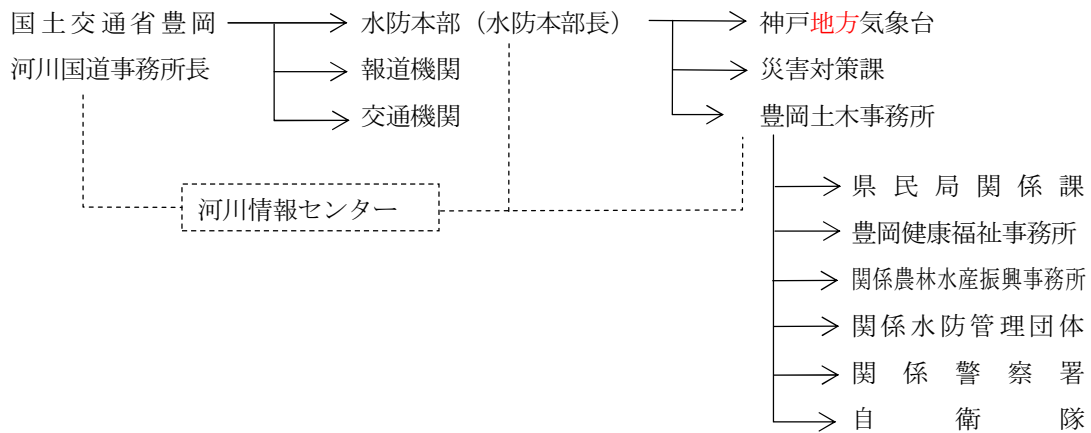 国土交通省豊岡
河川国道事務所長
水防本部（水防本部長）
報道機関
交通機関
神戸地方気象台
災害対策課
豊岡土木事務所
河川情報センター
県民局関係課
豊岡健康福祉事務所
関係農林水産振興事務所
関係水防管理団体
関係警察署
自衛隊